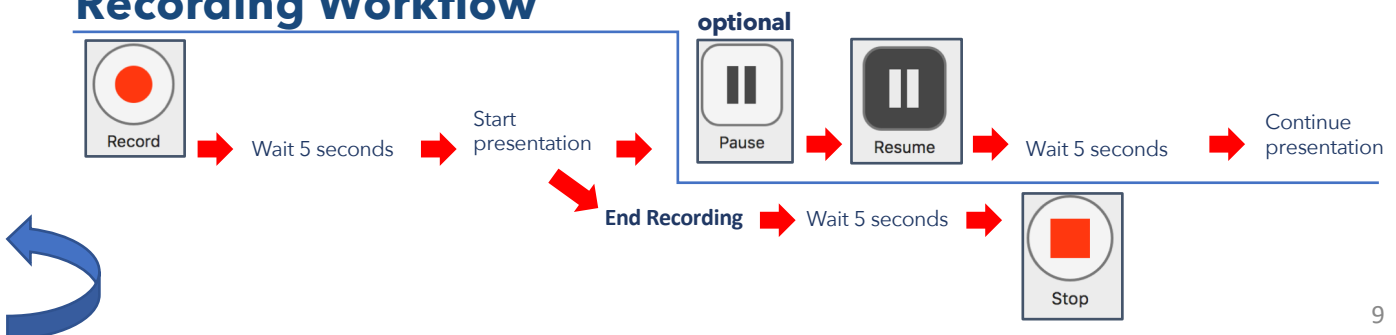 Recording Workflow
optional
Record
Wait 5 seconds
Start
presentation
Pause
Resume
Wait 5 seconds
Continue
presentation
End Recording
Wait 5 seconds
Stop
9